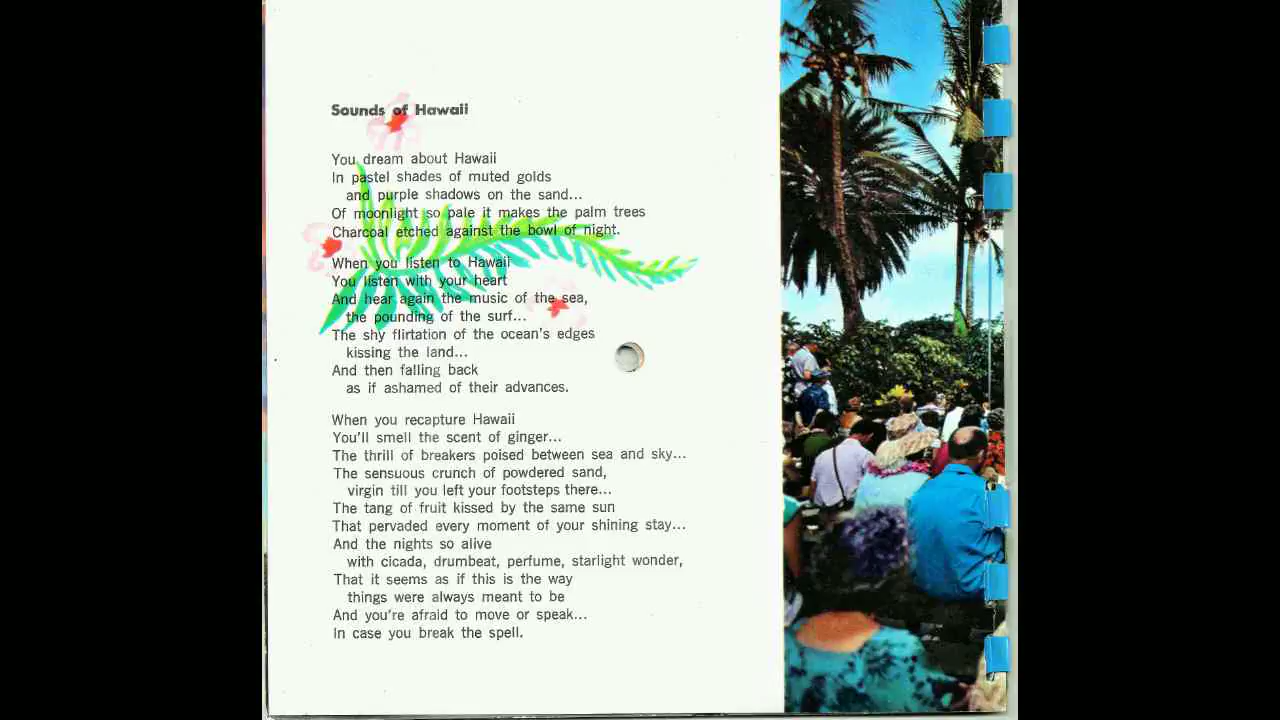 Sounds of Hawaii
You dream about Hawaii
In pastel shades of muted golds
and purple shadows on the sand...
Of moonlight so pale it makes the palm trees
Charcoal etched against the bowl of night.
When you listen to Hawaii
You listen with your heart
And hear again the music of the sea,
the pounding of the surf...
The shy flirtation of the ocean's edges
kissing the land...
And then falling back
as if ashamed of their advances.
When you recapture Hawaii
You'll smell the scent of ginger...
The thrill of breakers poised between sea and sky...
The sensuous crunch of powdered sand,
virgin till you left your footsteps there...
The tang of fruit kissed by the same sun
That pervaded every moment of your shining stay...
And the nights so alive
with cicada, drumbeat, perfume, starlight wonder,
That it seems as if this is the way
things were always meant to be
And you're afraid to move or speak...
In case you break the spell.